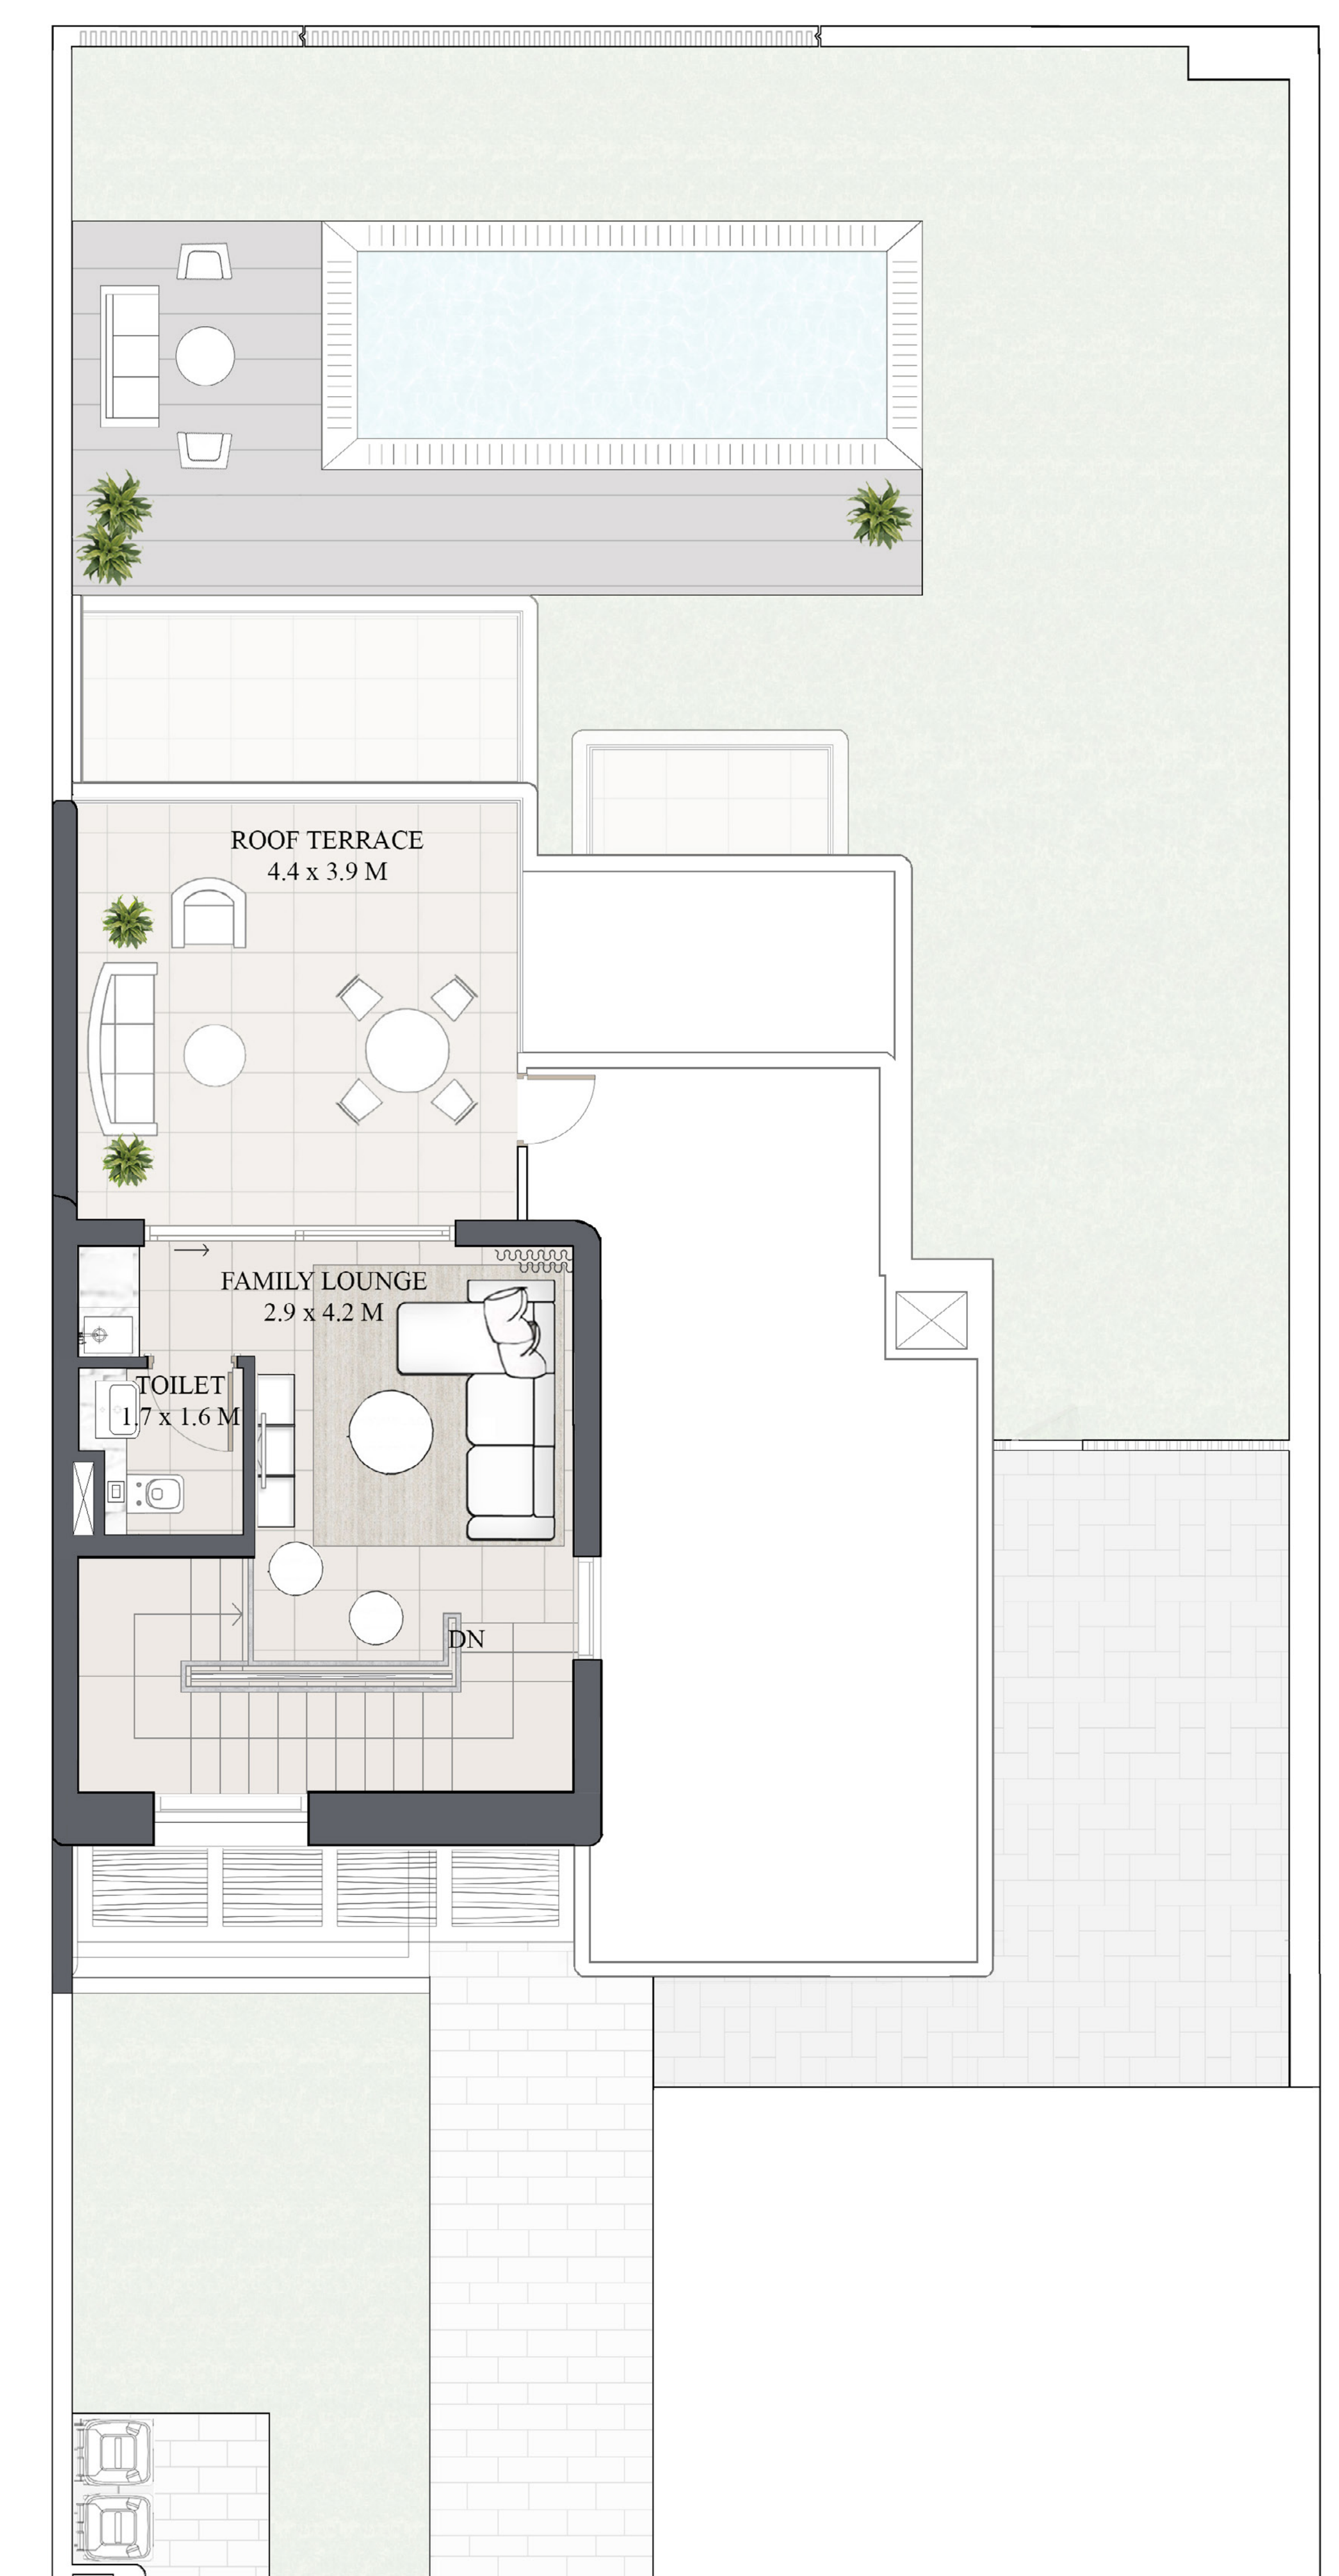 ROOF TERRACE
4.4 x 3.9 M
FAMILY LOUNGE
2.9 x 4.2 M
TOILET
1.7 x 1.6 M
DN